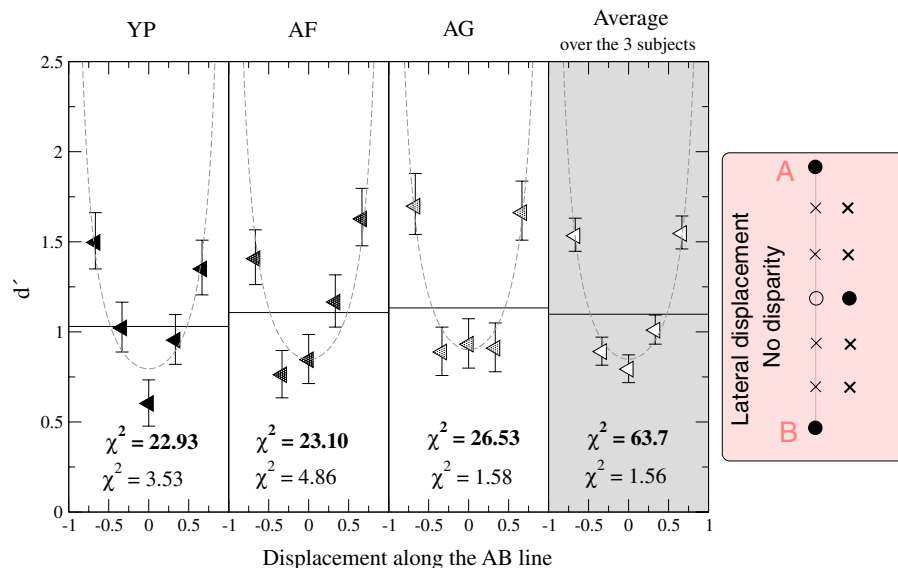 YP
AF
AG
Average
over the 3 subjects
2.5
2
1.5
1
0.5
0
d´
χ² = 22.93
χ² = 3.53
χ² = 23.10
χ² = 4.86
χ² = 26.53
χ² = 1.58
χ² = 63.7
χ² = 1.56
-1 -0.5 0 0.5 -1 -0.5 0 0.5 -1 -0.5 0 0.5 -1 -0.5 0 0.5 1
Displacement along the AB line
Lateral displacement
No disparity
A
B